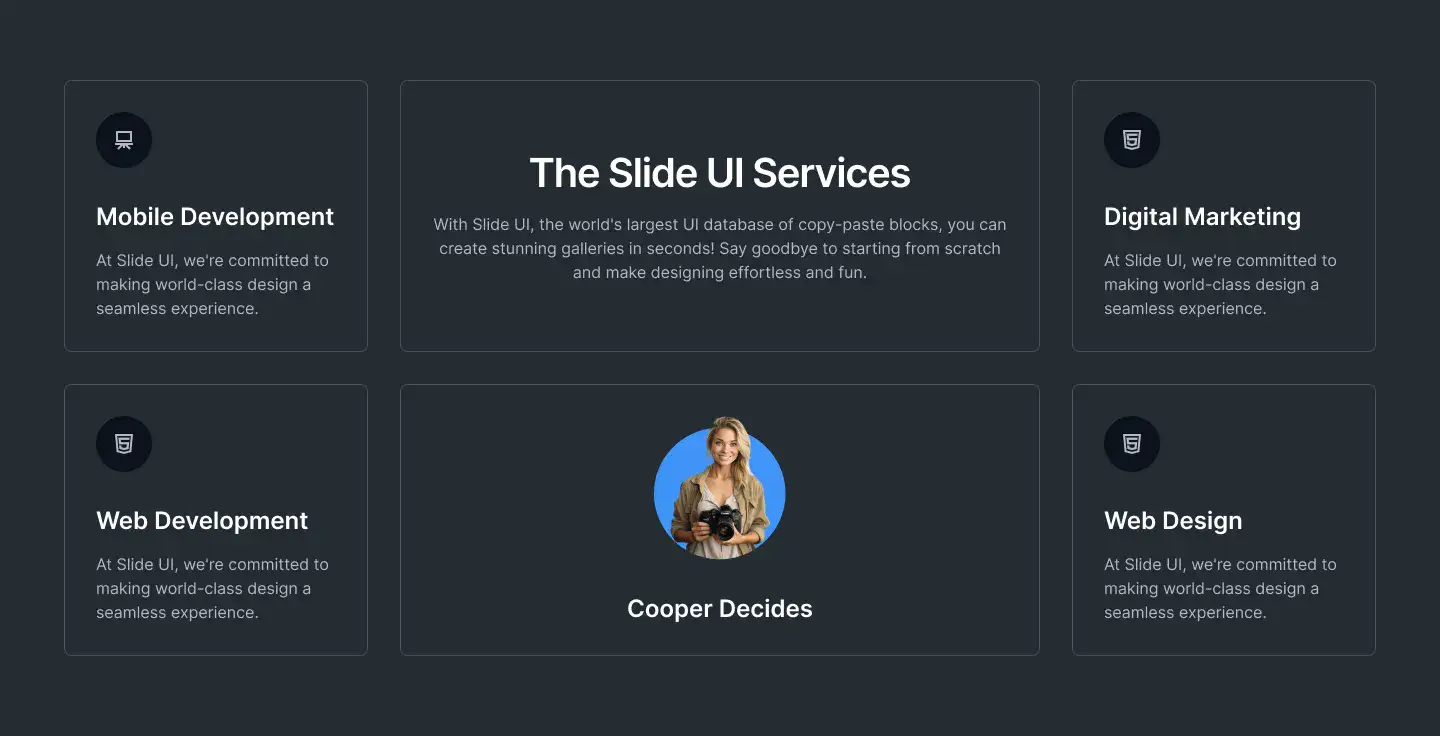 Mobile Development
At Slide UI, we're committed to
making world-class design a
seamless experience.
The Slide UI Services
With Slide UI, the world's largest UI database of copy-paste blocks, you can
create stunning galleries in seconds! Say goodbye to starting from scratch
and make designing effortless and fun.
Digital Marketing
At Slide UI, we're committed to
making world-class design a
seamless experience.
Web Development
At Slide UI, we're committed to
making world-class design a
seamless experience.
Cooper Decides
Web Design
At Slide UI, we're committed to
making world-class design a
seamless experience.